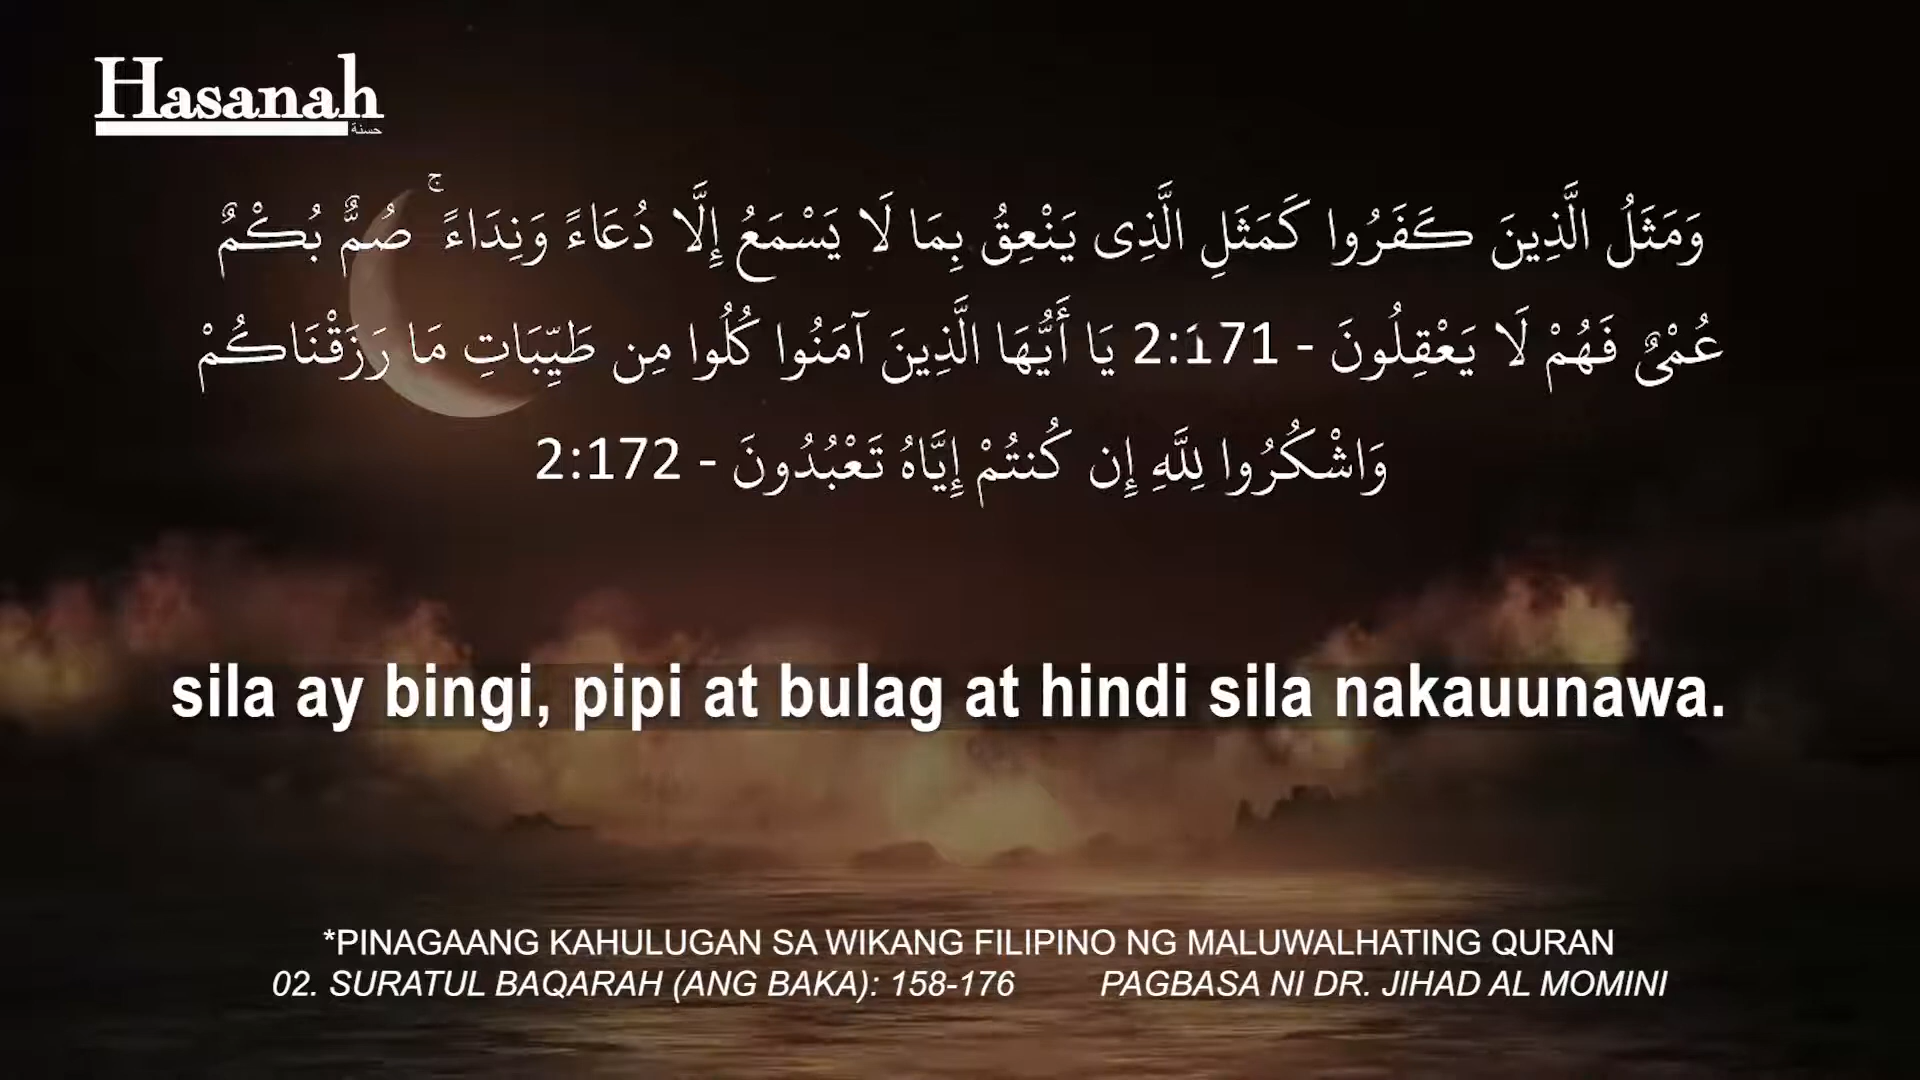 Hasanah
حسنة
وَمَثَلُ الَّذِينَ كَفَرُوا كَمَثَلِ الَّذِى يَنْعِقُ بِمَا لَا يَسْمَعُ إِلَّا دُعَاءً وَنِدَاءً ۚ صُمٌّ بُكْمٌ
عُمْىٌ فَهُمْ لَا يَعْقِلُونَ - 2:171 يَا أَيُّهَا الَّذِينَ آمَنُوا كُلُوا مِن طَيِّبَاتِ مَا رَزَقْنَاكُمْ
وَاشْكُرُوا لِلَّهِ إِن كُنتُمْ إِيَّاهُ تَعْبُدُونَ - 2:172
sila ay bingi, pipi at bulag at hindi sila nakauunawa.
*PINAGAANG KAHULUGAN SA WIKANG FILIPINO NG MALUWALHATING QURAN
02. SURATUL BAQARAH (ANG BAKA): 158-176 PAGBASA NI DR. JIHAD AL MOMINI